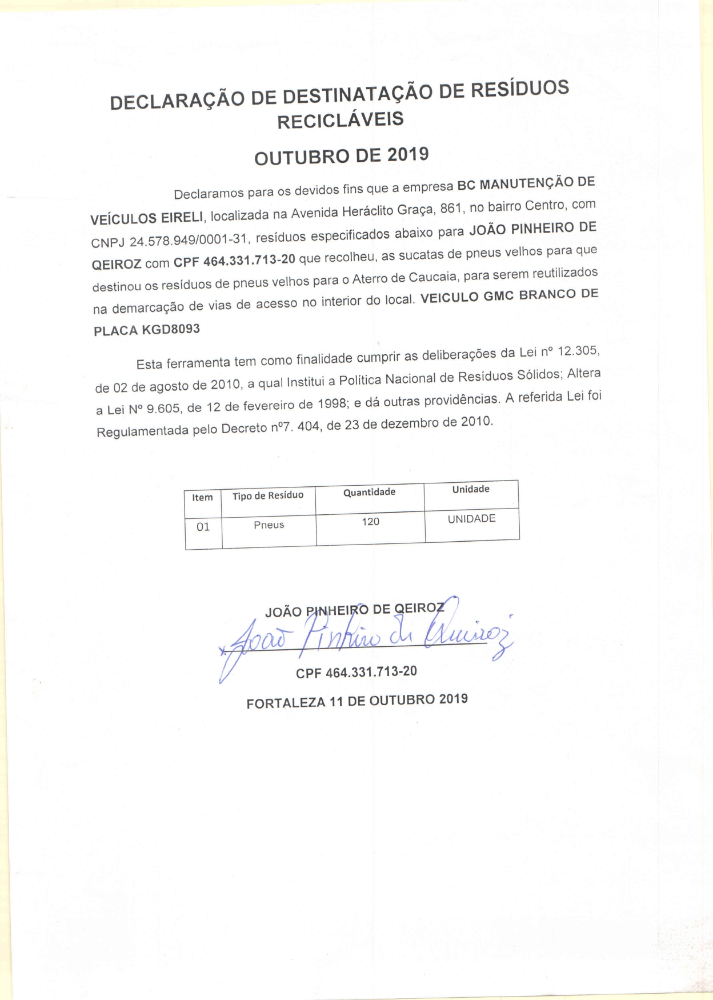 DECLARAÇÃO DE DESTINATAÇÃO DE RESÍDUOS
RECICLÁVEIS
OUTUBRO DE 2019
Declaramos para os devidos fins que a empresa BC MANUTENÇÃO DE
VEÍCULOS EIRELI, localizada na Avenida Heráclito Graça, 861, no bairro Centro, com
CNPJ 24.578.949/0001-31, resíduos especificados abaixo para JOÃO PINHEIRO DE
QEIROZ com CPF 464.331.713-20 que recolheu, as sucatas de pneus velhos para que
destinou os resíduos de pneus velhos para o Aterro de Caucaia, para serem reutilizados
na demarcação de vias de acesso no interior do local. VEICULO GMC BRANCO DE
PLACA KGD8093
Esta ferramenta tem como finalidade cumprir as deliberações da Lei nº 12.305,
de 02 de agosto de 2010, a qual Institui a Política Nacional de Resíduos Sólidos; Altera
a Lei Nº 9.605, de 12 de fevereiro de 1998; e dá outras providências. A referida Lei foi
Regulamentada pelo Decreto nº7. 404, de 23 de dezembro de 2010.
Item Tipo de Resíduo Quantidade Unidade
01 Pneus 120 UNIDADE
JOÃO PINHEIRO DE QEIROZ
x João Pinheiro de Queiroz
CPF 464.331.713-20
FORTALEZA 11 DE OUTUBRO 2019